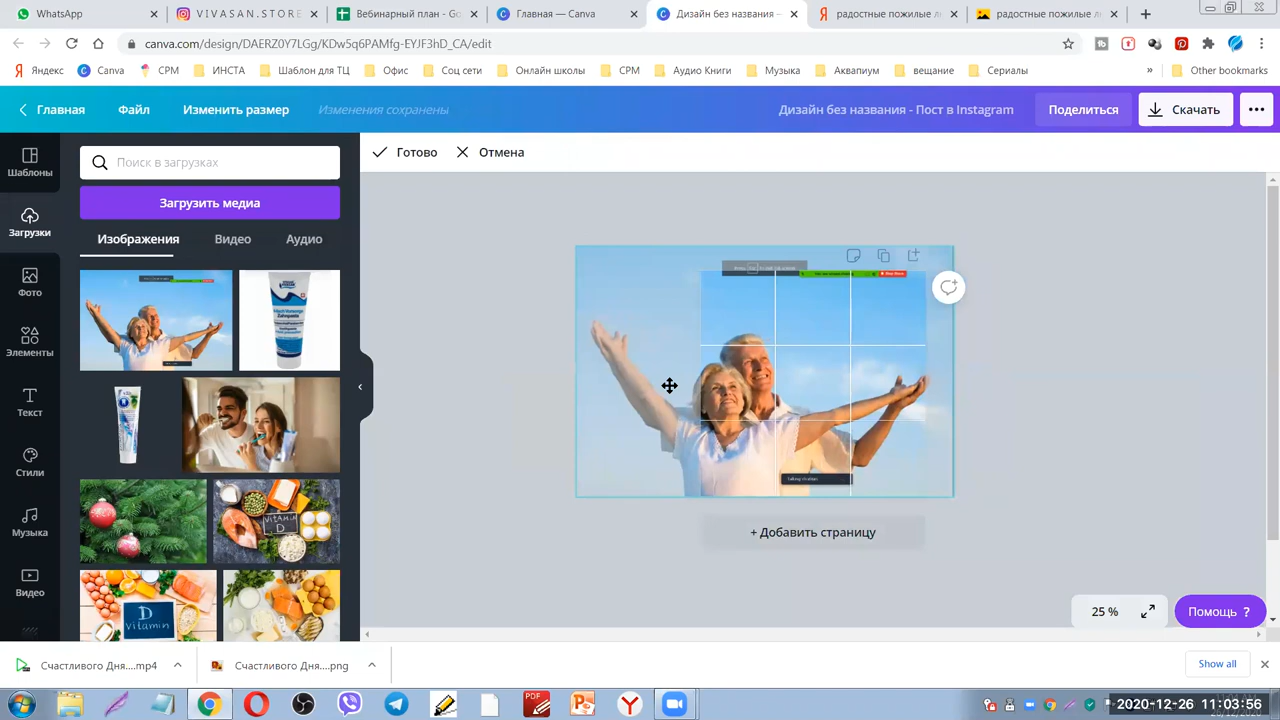 WhatsApp
V I V A S A N . S T O R E
Вебинарный план - Go
Главная — Canva
Дизайн без названия —
радостные пожилые л
радостные пожилые л
canva.com/design/DAERZ0Y7LGg/KDw5q6PAMfg-EYJF3hD_CA/edit
Яндекс
Canva
СРМ
ИНСТА
Шаблон для ТЦ
Офис
Соц сети
Онлайн школы
СРМ
Аудио Книги
Музыка
Аквапиум
вещание
Сериалы
»
Other bookmarks
Главная
Файл
Изменить размер
Изменения сохранены
Дизайн без названия - Пост в Instagram
Поделиться
Скачать
Шаблоны
Загрузки
Фото
Элементы
Текст
Стили
Музыка
Видео
Поиск в загрузках
Загрузить медиа
Изображения
Видео
Аудио
VITAMIN
D
D
vitamin
Готово
Отмена
+ Добавить страницу
25 %
Помощь ?
Счастливого Дня....mp4
Счастливого Дня....png
Show all
PDF
2020-12-26 11:03:56